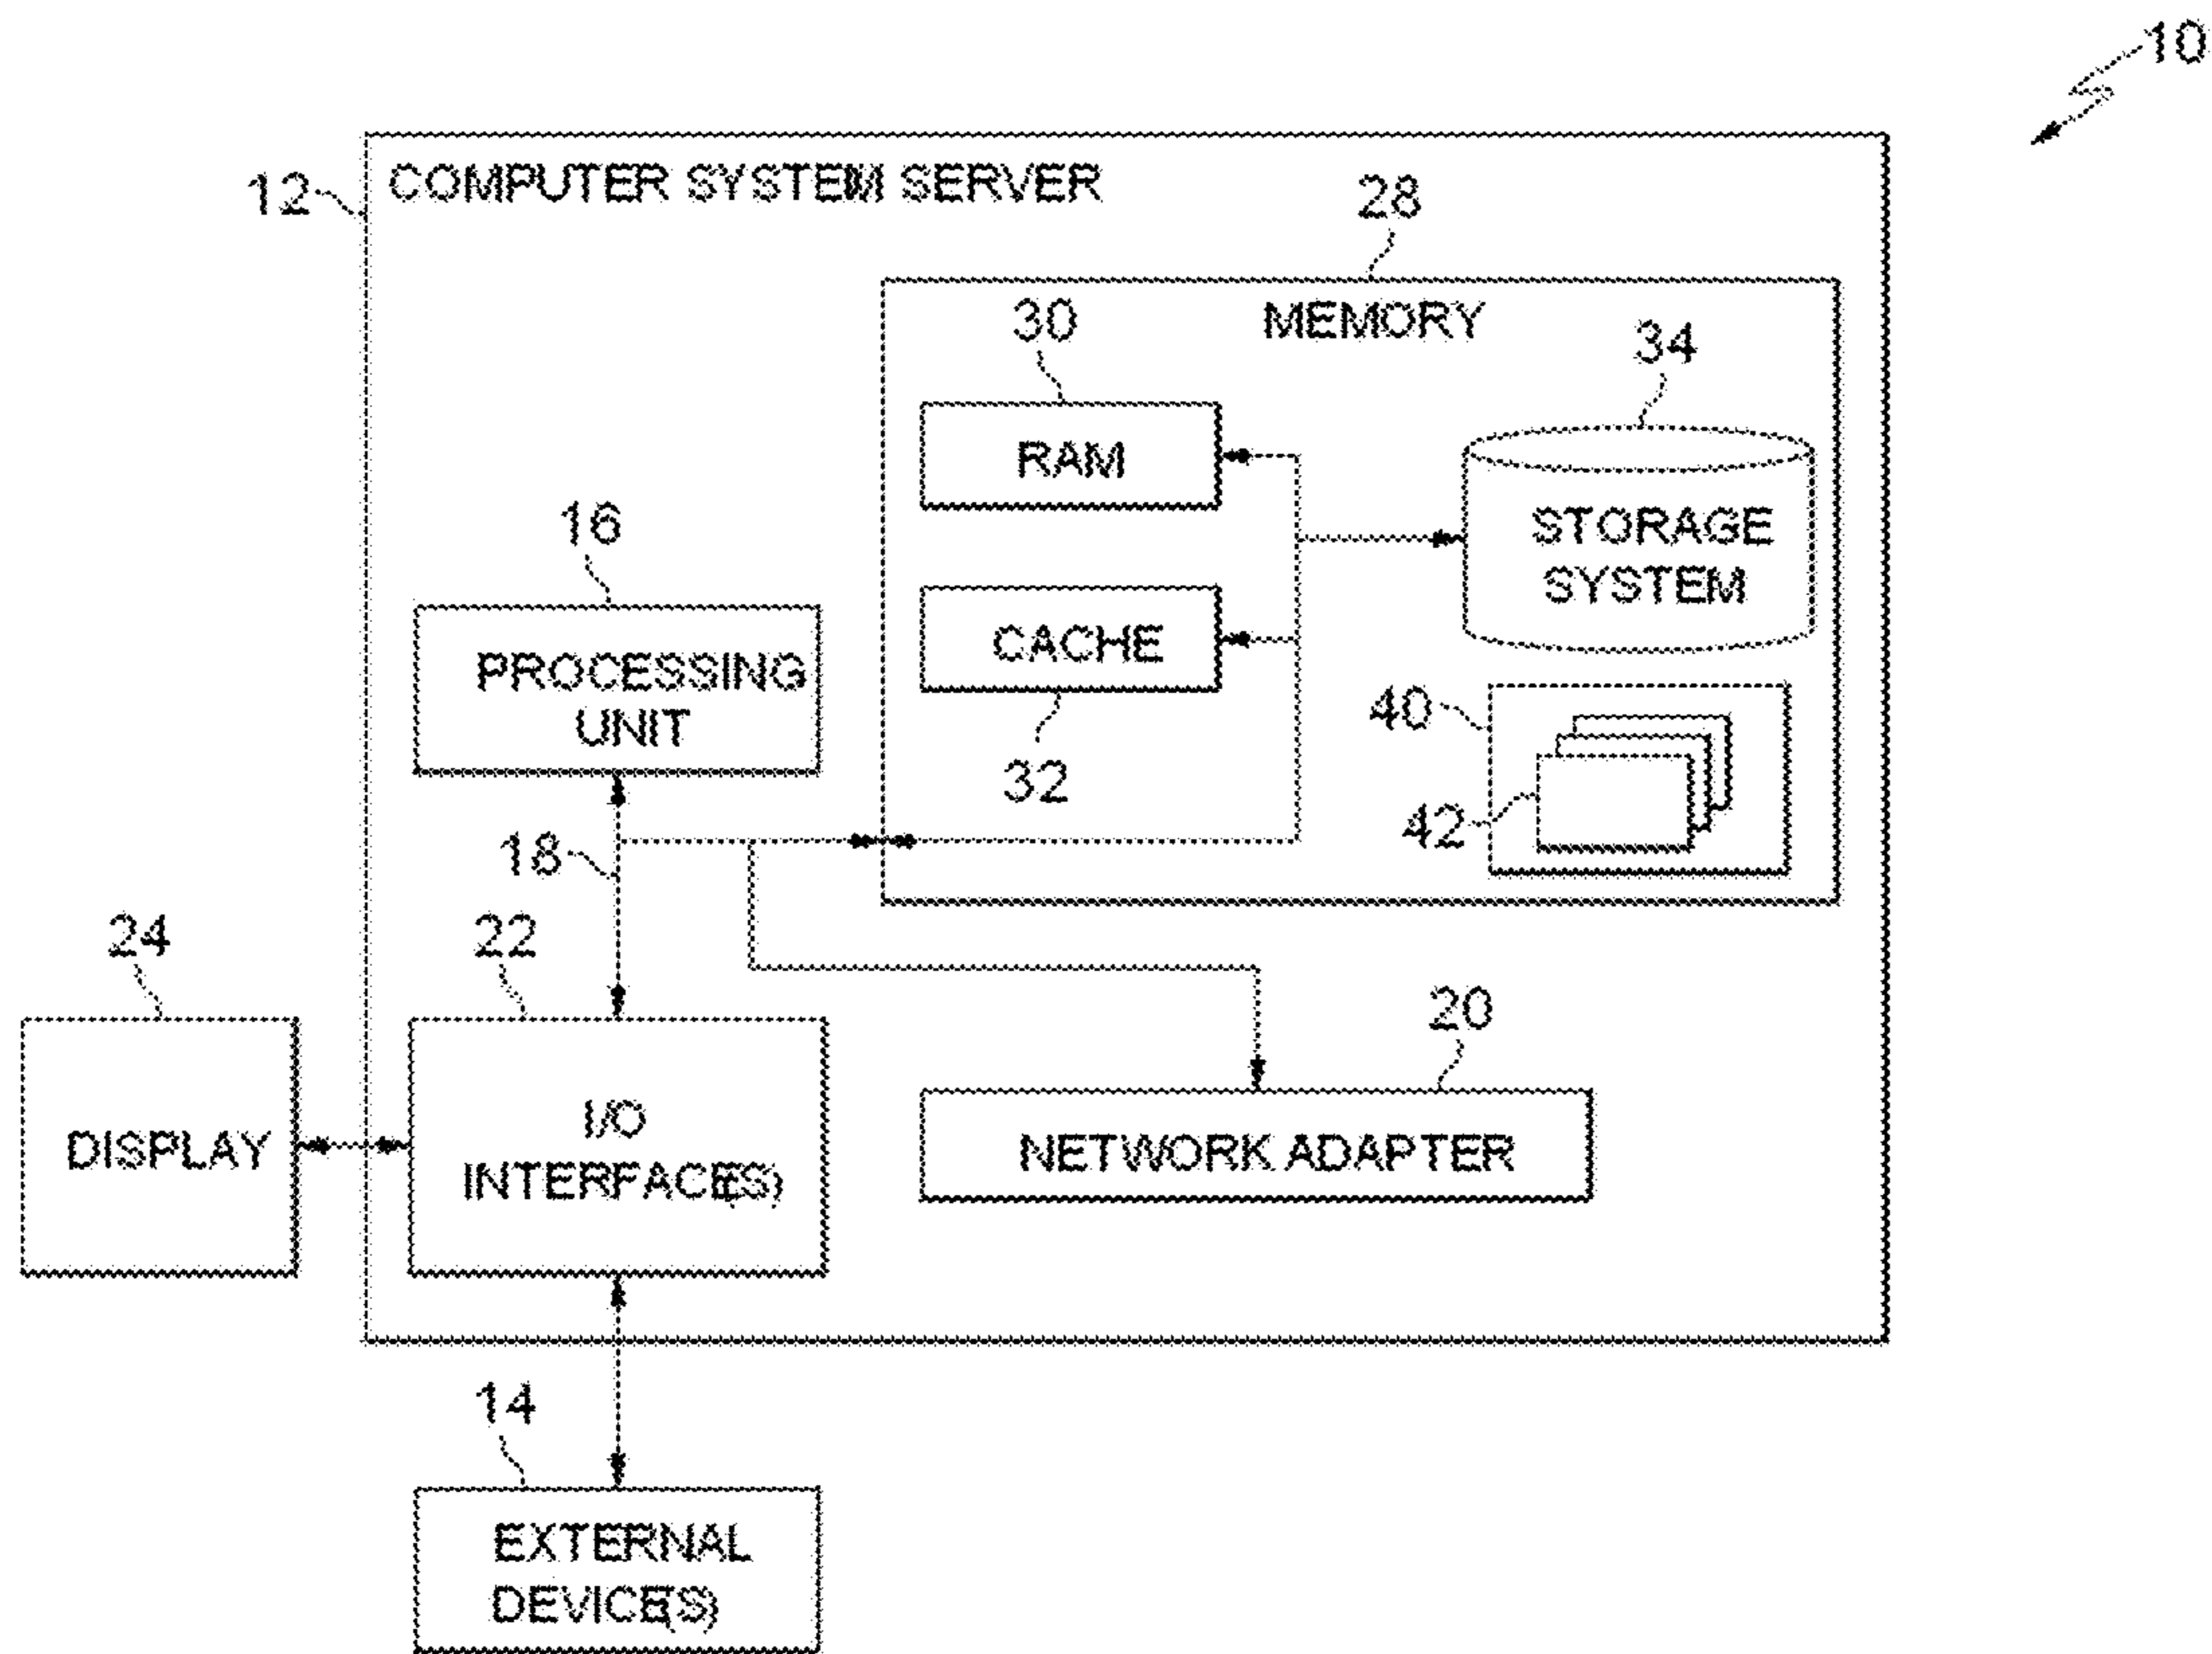 10
12
COMPUTER SYSTEM SERVER
28
MEMORY
30
34
RAM
STORAGE
SYSTEM
16
PROCESSING
UNIT
CACHE
32
40
42
18
24
22
20
DISPLAY
I/O
INTERFACE(S)
NETWORK ADAPTER
14
EXTERNAL
DEVICE(S)